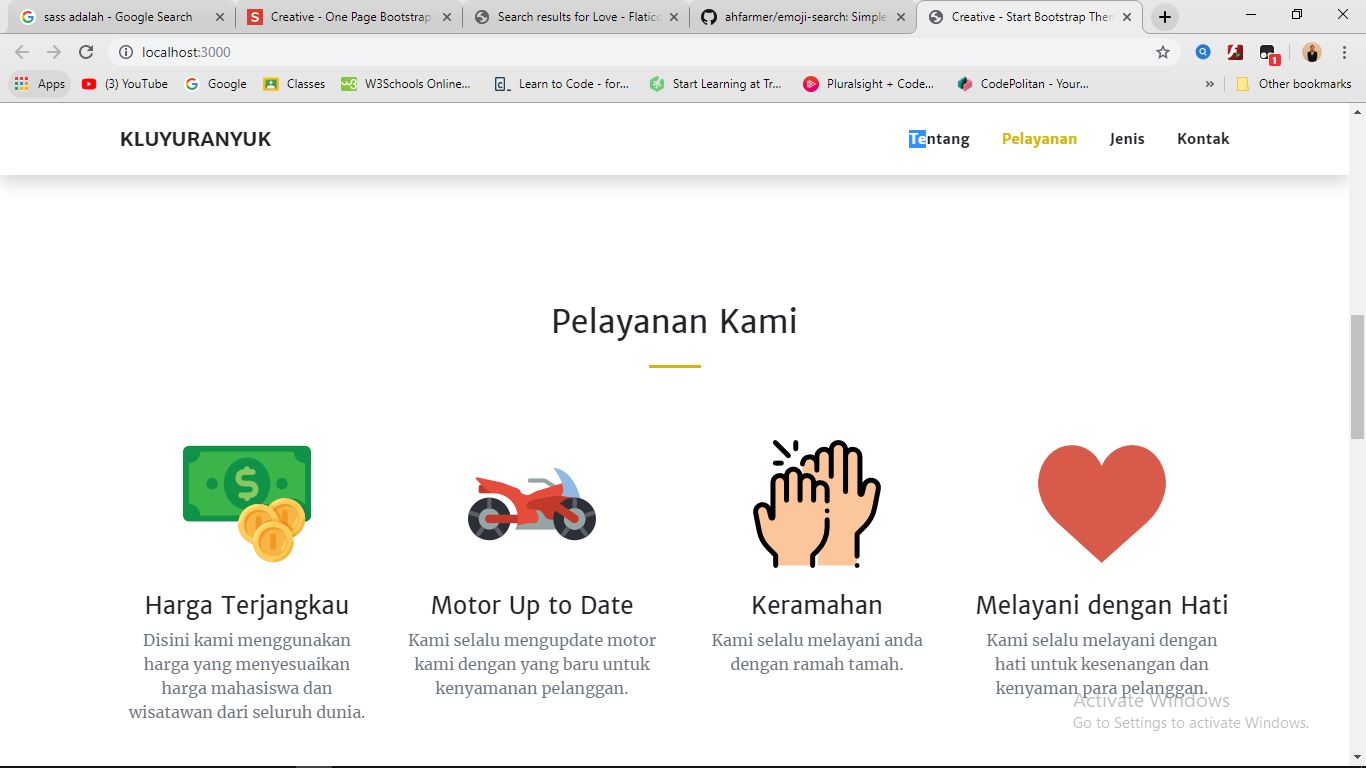 sass adalah - Google Search
Creative - One Page Bootstrap
Search results for Love - Flatico
ahfarmer/emoji-search: Simple
Creative - Start Bootstrap Them
localhost:3000
1
Apps
(3) YouTube
Google
Classes
W3Schools Online...
Learn to Code - for...
Start Learning at Tr...
Pluralsight + Code...
CodePolitan - Your...
»
Other bookmarks
KLUYURANYUK
Tentang
Pelayanan
Jenis
Kontak
Pelayanan Kami
Harga Terjangkau
Disini kami menggunakan
harga yang menyesuaikan
harga mahasiswa dan
wisatawan dari seluruh dunia.
Motor Up to Date
Kami selalu mengupdate motor
kami dengan yang baru untuk
kenyamanan pelanggan.
Keramahan
Kami selalu melayani anda
dengan ramah tamah.
Melayani dengan Hati
Kami selalu melayani dengan
hati untuk kesenangan dan
kenyaman para pelanggan.
Activate Windows
Go to Settings to activate Windows.